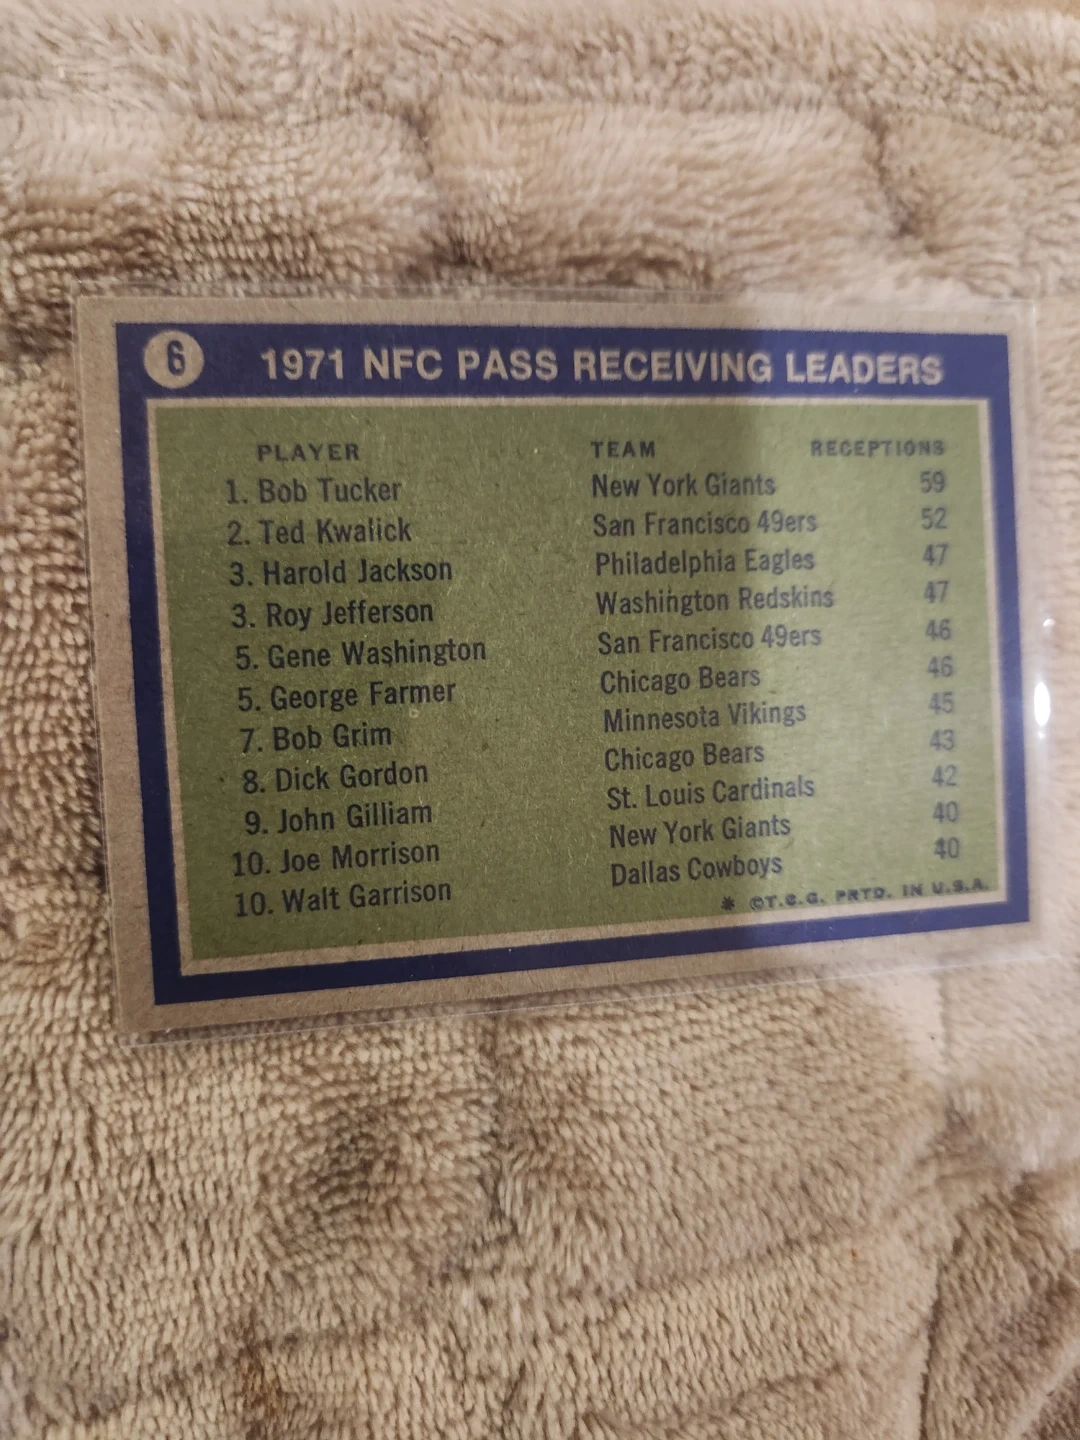 6 1971 NFC PASS RECEIVING LEADERS
PLAYER TEAM RECEPTIONS
1. Bob Tucker New York Giants 59
2. Ted Kwalick San Francisco 49ers 52
3. Harold Jackson Philadelphia Eagles 47
3. Roy Jefferson Washington Redskins 47
5. Gene Washington San Francisco 49ers 46
5. George Farmer Chicago Bears 46
7. Bob Grim Minnesota Vikings 45
8. Dick Gordon Chicago Bears 43
9. John Gilliam St. Louis Cardinals 42
10. Joe Morrison New York Giants 40
10. Walt Garrison Dallas Cowboys 40
* ©T.C.G. PRTD. IN U.S.A.